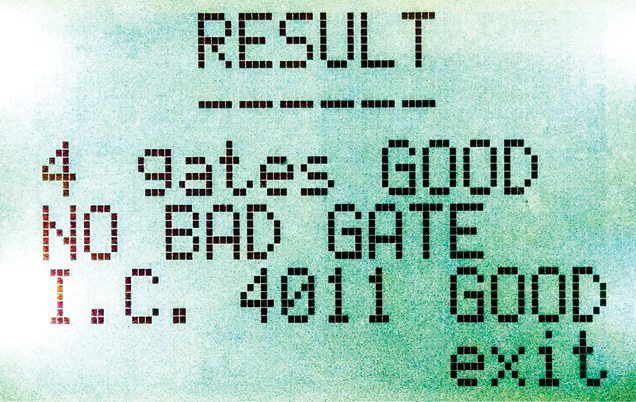 RESULT
------
4 gates GOOD
NO BAD GATE
I.C. 4011 GOOD
exit